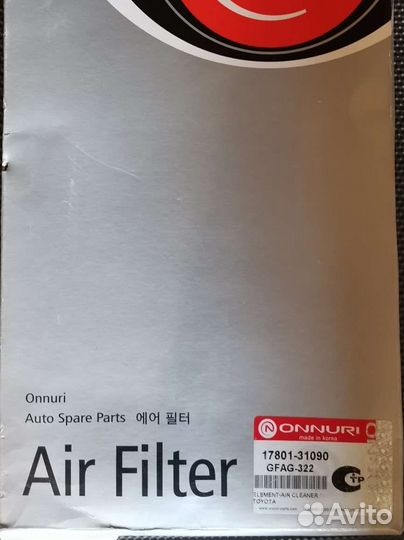 Onnuri
Auto Spare Parts 에어 필터
Air Filter
ONNURI
made in korea
17801-31090
GFAG-322
TP
ELEMENT-AIR CLEANER
TOYOTA
Avito